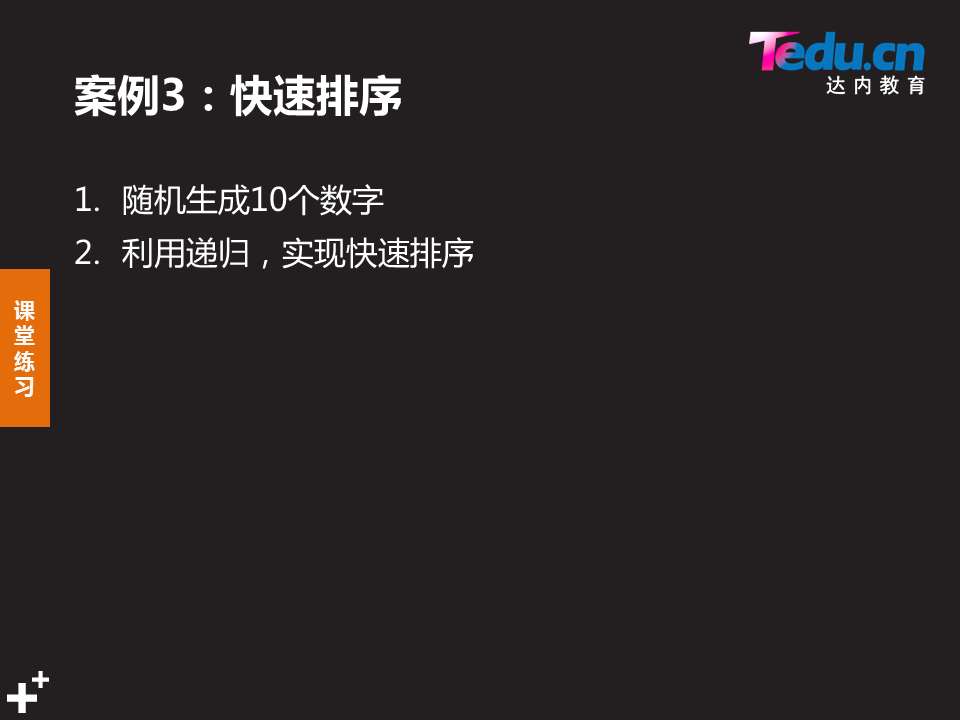 Tedu.cn
达内教育
案例3：快速排序
1. 随机生成10个数字
2. 利用递归，实现快速排序
课
堂
练
习